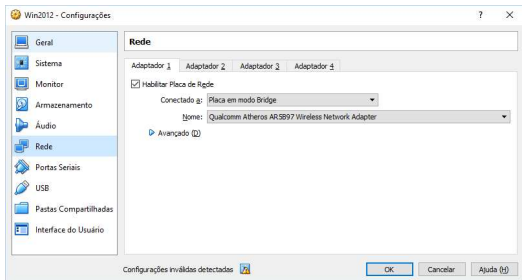 Win2012 - Configurações
?
X
Geral
Sistema
Monitor
Armazenamento
Áudio
Rede
Portas Seriais
USB
Pastas Compartilhadas
Interface do Usuário
Rede
Adaptador 1 Adaptador 2 Adaptador 3 Adaptador 4
Habilitar Placa de Rede
Conectado a: Placa em modo Bridge
Nome: Qualcomm Atheros AR5B97 Wireless Network Adapter
Avançado (D)
Configurações inválidas detectadas
OK Cancelar Ajuda (H)